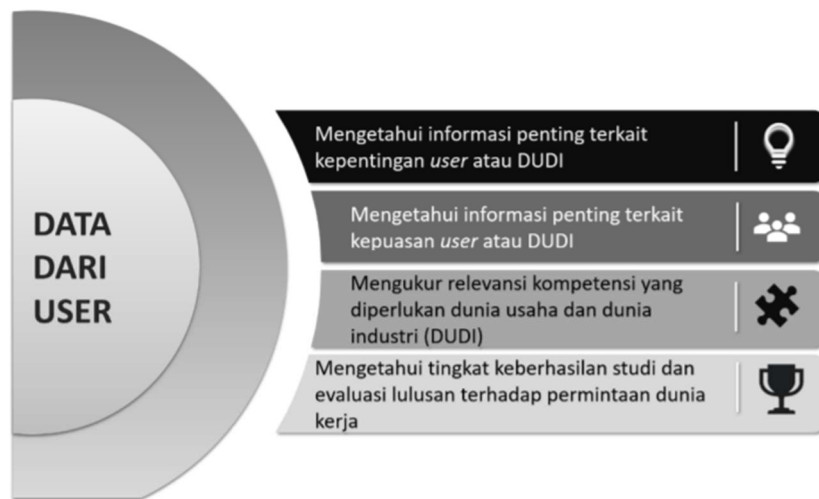 DATA
DARI
USER
Mengetahui informasi penting terkait
kepentingan user atau DUDI
Mengetahui informasi penting terkait
kepuasan user atau DUDI
Mengukur relevansi kompetensi yang
diperlukan dunia usaha dan dunia
industri (DUDI)
Mengetahui tingkat keberhasilan studi dan
evaluasi lulusan terhadap permintaan dunia
kerja